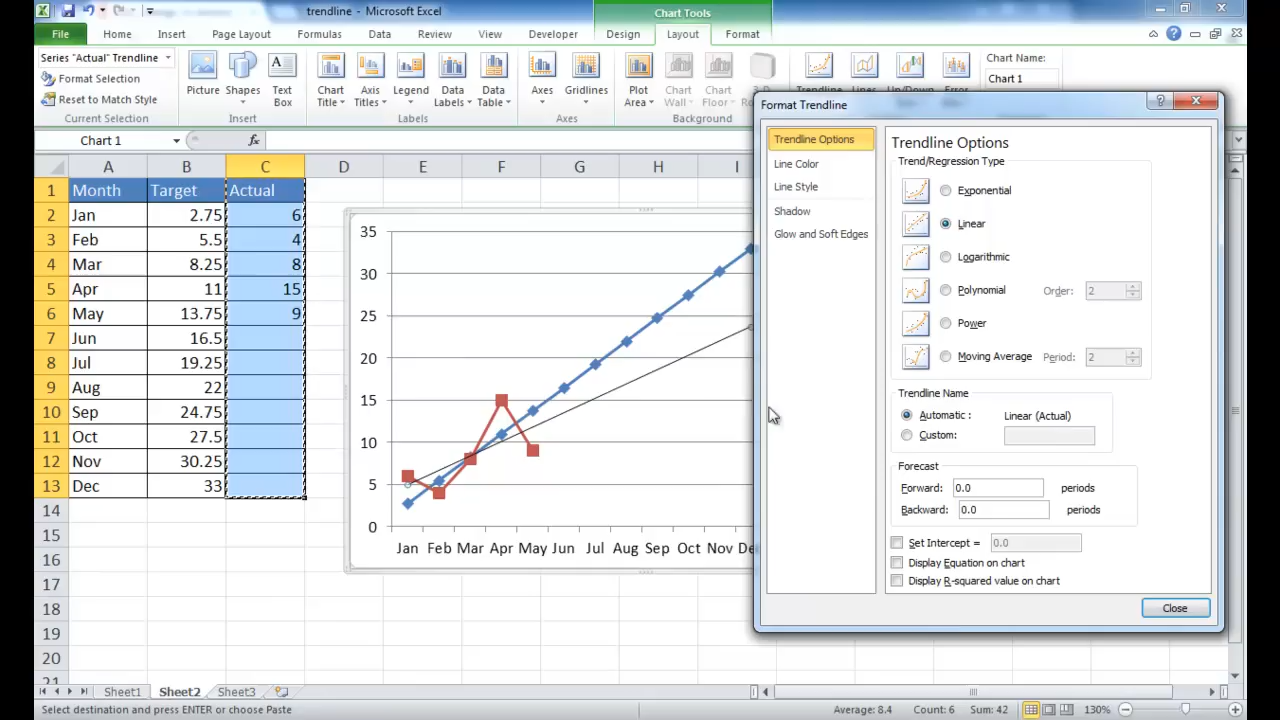 trendline - Microsoft Excel
Chart Tools
File Home Insert Page Layout Formulas Data Review View Developer Design Layout Format
Series "Actual" Trendline
Format Selection
Reset to Match Style
Current Selection
Picture Shapes Text Box
Insert
Chart Title Axis Titles Legend Data Labels Data Table
Labels
Axes Gridlines
Axes
Plot Area Chart Wall Chart Floor
Background
Trendline Lines Up/Down Error
Chart Name:
Chart 1
Chart 1
fx
A B C D E F G H I
1 Month Target Actual
2 Jan 2.75 6
3 Feb 5.5 4
4 Mar 8.25 8
5 Apr 11 15
6 May 13.75 9
7 Jun 16.5
8 Jul 19.25
9 Aug 22
10 Sep 24.75
11 Oct 27.5
12 Nov 30.25
13 Dec 33
14
15
16
17
18
19
20
21
35
30
25
20
15
10
5
0
Jan Feb Mar Apr May Jun Jul Aug Sep Oct Nov De
Format Trendline
Trendline Options
Line Color
Line Style
Shadow
Glow and Soft Edges
Trendline Options
Trend/Regression Type
Exponential
Linear
Logarithmic
Polynomial Order: 2
Power
Moving Average Period: 2
Trendline Name
Automatic : Linear (Actual)
Custom:
Forecast
Forward: 0.0 periods
Backward: 0.0 periods
Set Intercept = 0.0
Display Equation on chart
Display R-squared value on chart
Close
Sheet1 Sheet2 Sheet3
Select destination and press ENTER or choose Paste
Average: 8.4 Count: 6 Sum: 42 130%